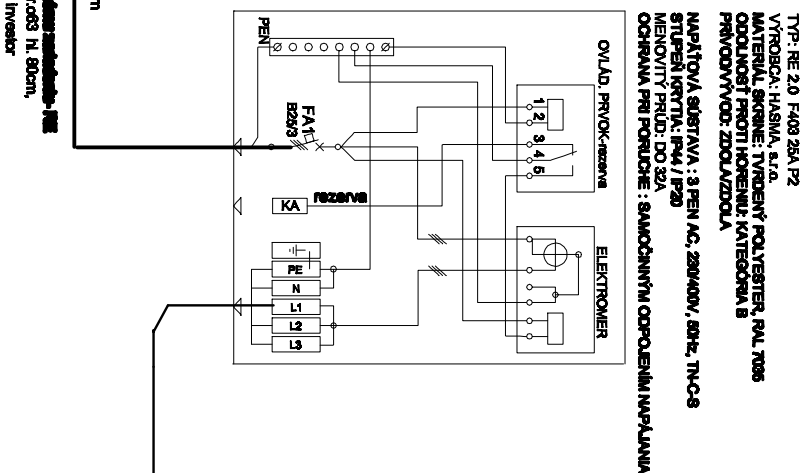 TYP: RE 2.0 F403 25A P2
VÝROBCA: HASMA, s.r.o.
MATERIÁL SKRINE: TVRDENÝ POLYESTER, RAL 7035
ODOLNOSŤ PROTI HORENIU: KATEGÓRIA B
PRÍVOD/VÝVOD: ZDOLA/ZDOLA
NAPÄŤOVÁ SÚSTAVA : 3 PEN AC, 230/400V, 50Hz, TN-C-S
STUPEŇ KRYTIA: IP44 / IP20
MENOVITÝ PRÚD: DO 32A
OCHRANA PRI PORUCHE : SAMOČINNÝM ODPOJENÍM NAPÁJANIA
OVLÁD. PRVOK-rezerva
1
2
3
4
5
ELEKTROMER
PEN
FA1
B25/3
KA
rezerva
PE
N
L1
L2
L3
m
r.o63 hl. 80cm,
investor